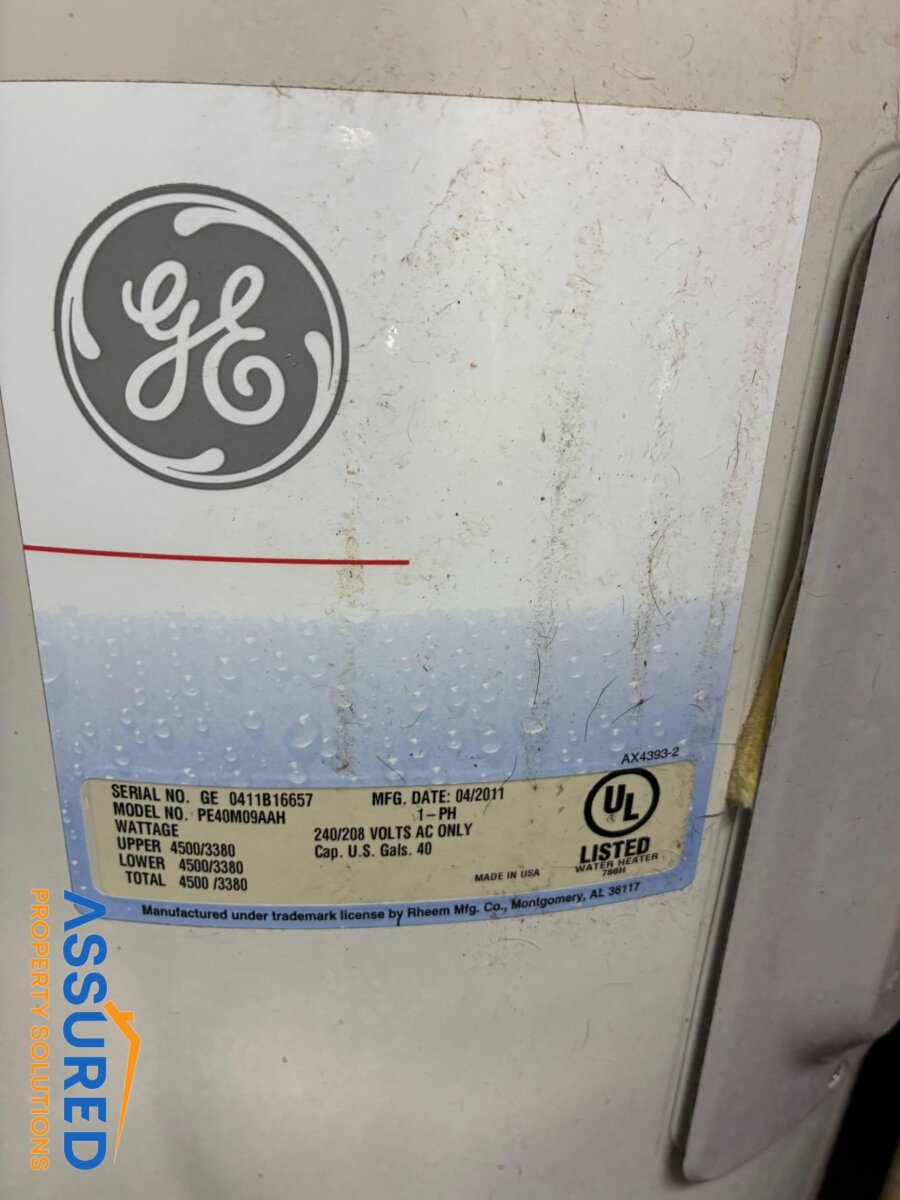 GE
AX4393-2
SERIAL NO. GE 0411B16657 MFG. DATE: 04/2011
MODEL NO. PE40M09AAH 1-PH
WATTAGE 240/208 VOLTS AC ONLY
UPPER 4500/3380 Cap. U.S. Gals. 40
LOWER 4500/3380
TOTAL 4500/3380 MADE IN USA
UL
LISTED
WATER HEATER
786H
Manufactured under trademark license by Rheem Mfg. Co., Montgomery, AL 36117
ASSURED
PROPERTY SOLUTIONS